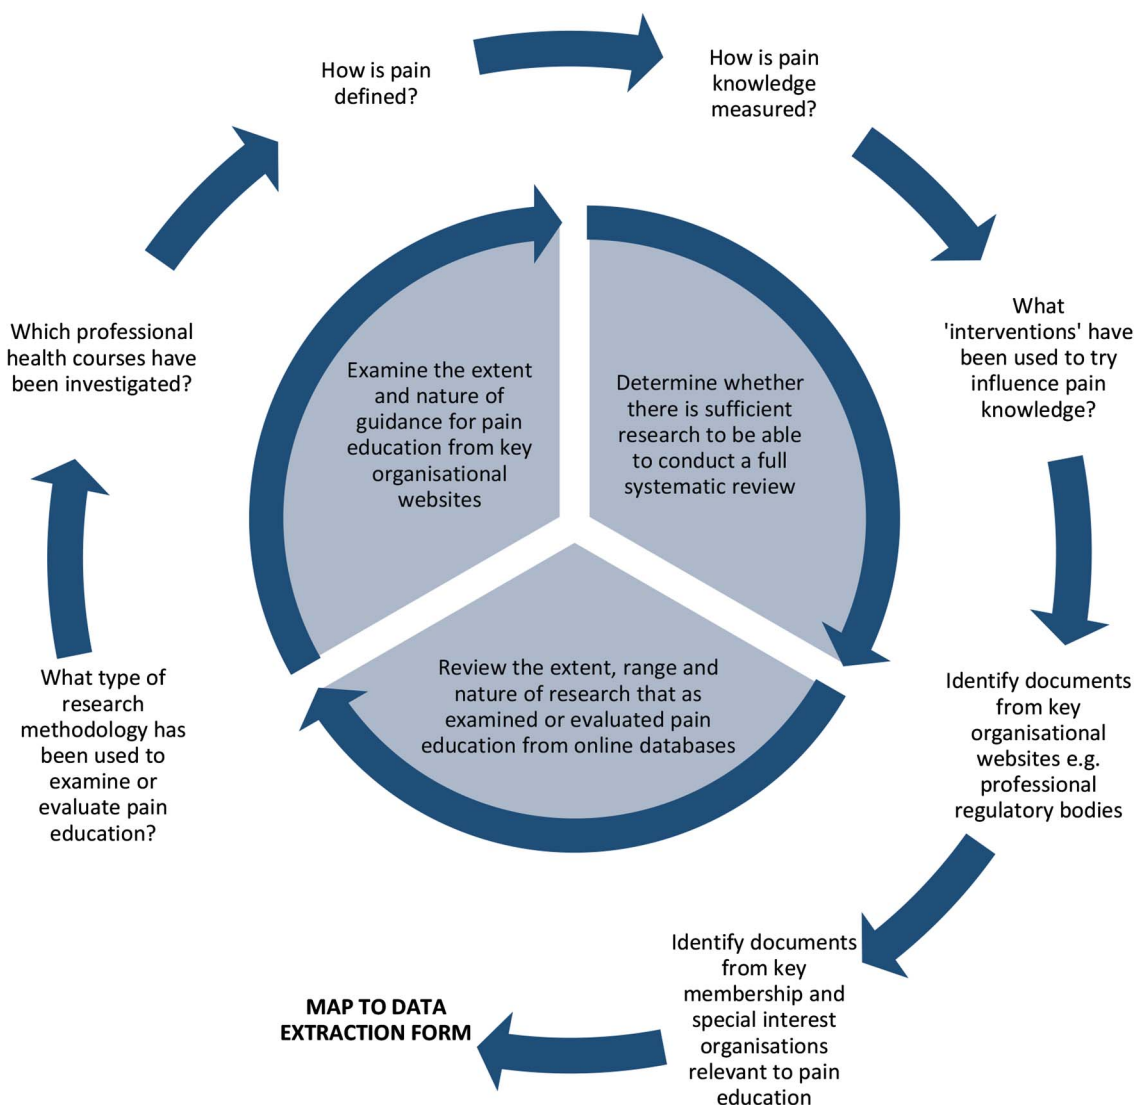 How is pain
defined?
How is pain
knowledge
measured?
What
'interventions' have
been used to try
influence pain
knowledge?
Identify documents
from key
organisational
websites e.g.
professional
regulatory bodies
Identify documents
from key
membership and
special interest
organisations
relevant to pain
education
MAP TO DATA
EXTRACTION FORM
What type of
research
methodology has
been used to
examine or
evaluate pain
education?
Which professional
health courses have
been investigated?
Examine the extent
and nature of
guidance for pain
education from key
organisational
websites
Determine whether
there is sufficient
research to be able
to conduct a full
systematic review
Review the extent, range and
nature of research that as
examined or evaluated pain
education from online databases